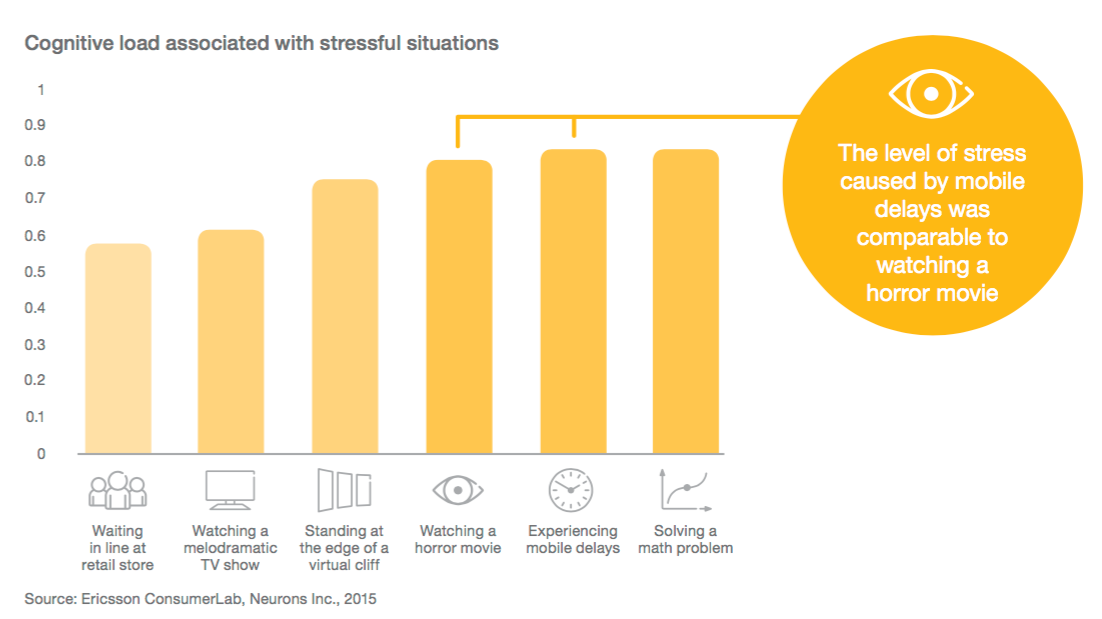 Cognitive load associated with stressful situations
1
0.9
0.8
0.7
0.6
0.5
0.4
0.3
0.2
0.1
0
The level of stress
caused by mobile
delays was
comparable to
watching a
horror movie
Waiting
in line at
retail store
Watching a
melodramatic
TV show
Standing at
the edge of a
virtual cliff
Watching a
horror movie
Experiencing
mobile delays
Solving a
math problem
Source: Ericsson ConsumerLab, Neurons Inc., 2015